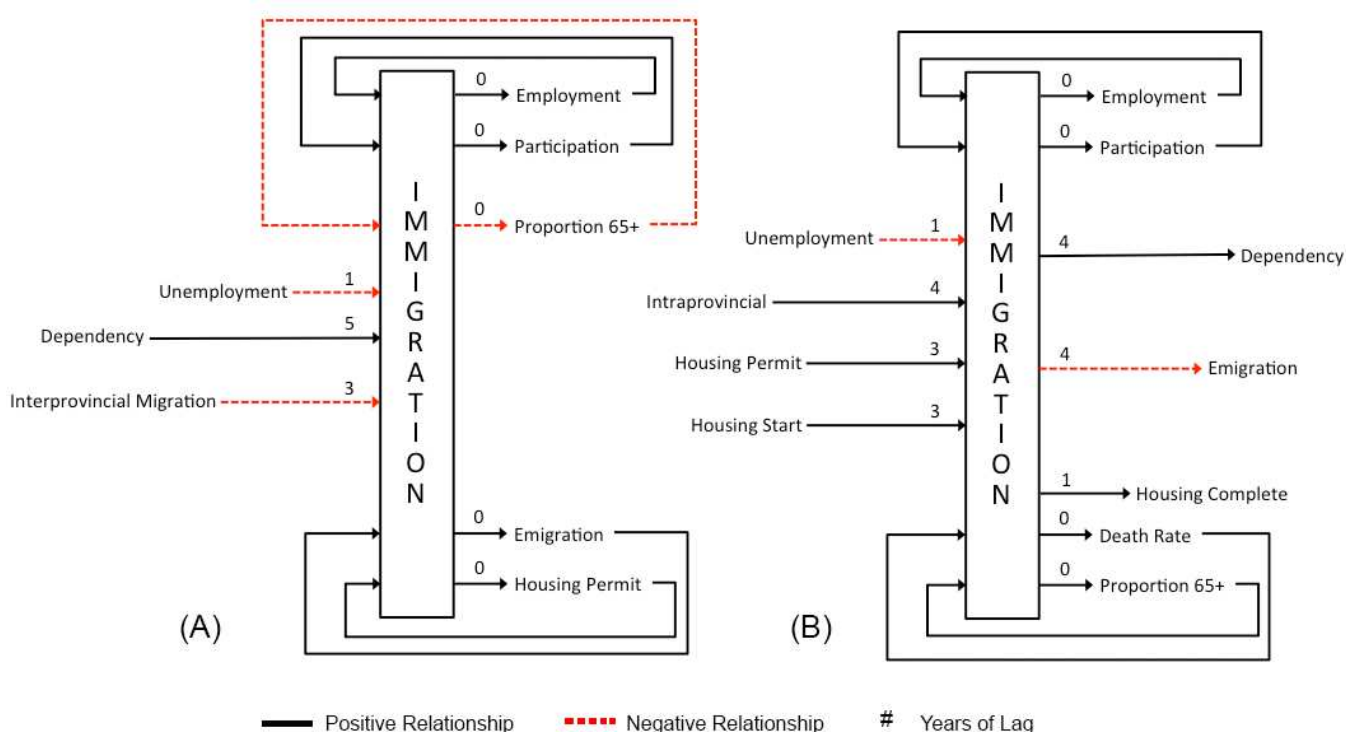 0
Employment
0
Participation
0
Proportion 65+
Unemployment 1
Dependency 5
Interprovincial Migration 3
IMMIGRATION
0
Emigration
0
Housing Permit
(A)
0
Employment
0
Participation
Unemployment 1
4
Dependency
Intraprovincial 4
Housing Permit 3
4
Emigration
Housing Start 3
IMMIGRATION
1
Housing Complete
0
Death Rate
0
Proportion 65+
(B)
Positive Relationship Negative Relationship # Years of Lag